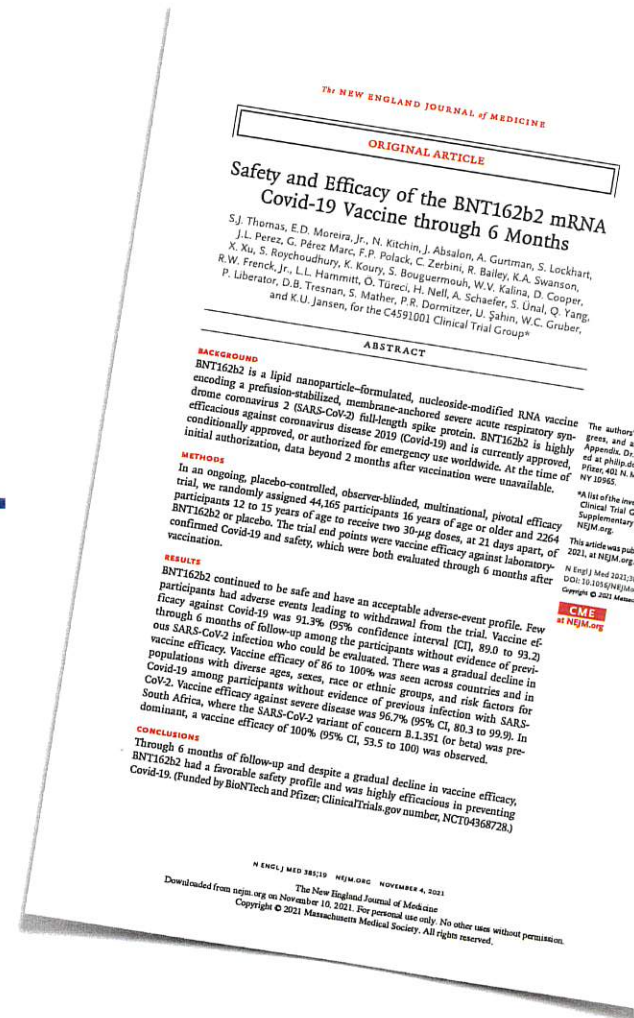 The NEW ENGLAND JOURNAL of MEDICINE
ORIGINAL ARTICLE
Safety and Efficacy of the BNT162b2 mRNA
Covid-19 Vaccine through 6 Months
S.J. Thomas, E.D. Moreira, Jr., N. Kitchin, J. Absalon, A. Gurtman, S. Lockhart,
J.L. Perez, G. Pérez Marc, F.P. Polack, C. Zerbini, R. Bailey, K.A. Swanson,
X. Xu, S. Roychoudhury, K. Koury, S. Bouguermouh, W.V. Kalina, D. Cooper,
R.W. Frenck, Jr., L.L. Hammitt, Ö. Türeci, H. Nell, A. Schaefer, S. Ünal, Q. Yang,
P. Liberator, D.B. Tresnan, S. Mather, P.R. Dormitzer, U. Şahin, W.C. Gruber,
and K.U. Jansen, for the C4591001 Clinical Trial Group*
ABSTRACT
BACKGROUND
BNT162b2 is a lipid nanoparticle–formulated, nucleoside-modified RNA vaccine
encoding a prefusion-stabilized, membrane-anchored severe acute respiratory syn-
drome coronavirus 2 (SARS-CoV-2) full-length spike protein. BNT162b2 is highly
efficacious against coronavirus disease 2019 (Covid-19) and is currently approved,
conditionally approved, or authorized for emergency use worldwide. At the time of
initial authorization, data beyond 2 months after vaccination were unavailable.
METHODS
In an ongoing, placebo-controlled, observer-blinded, multinational, pivotal efficacy
trial, we randomly assigned 44,165 participants 16 years of age or older and 2264
participants 12 to 15 years of age to receive two 30-μg doses, at 21 days apart, of
BNT162b2 or placebo. The trial end points were vaccine efficacy against laboratory-
confirmed Covid-19 and safety, which were both evaluated through 6 months after
vaccination.
RESULTS
BNT162b2 continued to be safe and have an acceptable adverse-event profile. Few
participants had adverse events leading to withdrawal from the trial. Vaccine ef-
ficacy against Covid-19 was 91.3% (95% confidence interval [CI], 89.0 to 93.2)
through 6 months of follow-up among the participants without evidence of previ-
ous SARS-CoV-2 infection who could be evaluated. There was a gradual decline in
vaccine efficacy. Vaccine efficacy of 86 to 100% was seen across countries and in
populations with diverse ages, sexes, race or ethnic groups, and risk factors for
Covid-19 among participants without evidence of previous infection with SARS-
CoV-2. Vaccine efficacy against severe disease was 96.7% (95% CI, 80.3 to 99.9). In
South Africa, where the SARS-CoV-2 variant of concern B.1.351 (or beta) was pre-
dominant, a vaccine efficacy of 100% (95% CI, 53.5 to 100) was observed.
CONCLUSIONS
Through 6 months of follow-up and despite a gradual decline in vaccine efficacy,
BNT162b2 had a favorable safety profile and was highly efficacious in preventing
Covid-19. (Funded by BioNTech and Pfizer; ClinicalTrials.gov number, NCT04368728.)
The authors'
grees, and a
Appendix. Dr.
ed at philip.d
Pfizer, 401 N. M
NY 10965.
*A list of the inve
Clinical Trial G
Supplementary
NEJM.org.
This article was pub
2021, at NEJM.org.
N Engl J Med 2021;3
DOI: 10.1056/NEJMo
Copyright © 2021 Massac
CME
at NEJM.org
N ENGL J MED 385;19 NEJM.ORG NOVEMBER 4, 2021
The New England Journal of Medicine
Downloaded from nejm.org on November 10, 2021. For personal use only. No other uses without permission.
Copyright © 2021 Massachusetts Medical Society. All rights reserved.